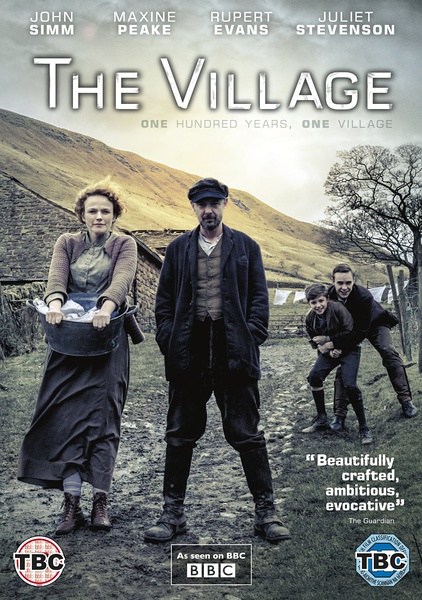 JOHN SIMM
MAXINE PEAKE
RUPERT EVANS
JULIET STEVENSON
THE VILLAGE
ONE HUNDRED YEARS, ONE VILLAGE
"Beautifully
crafted,
ambitious,
evocative"
The Guardian
TBC
As seen on BBC
BBC
TBC